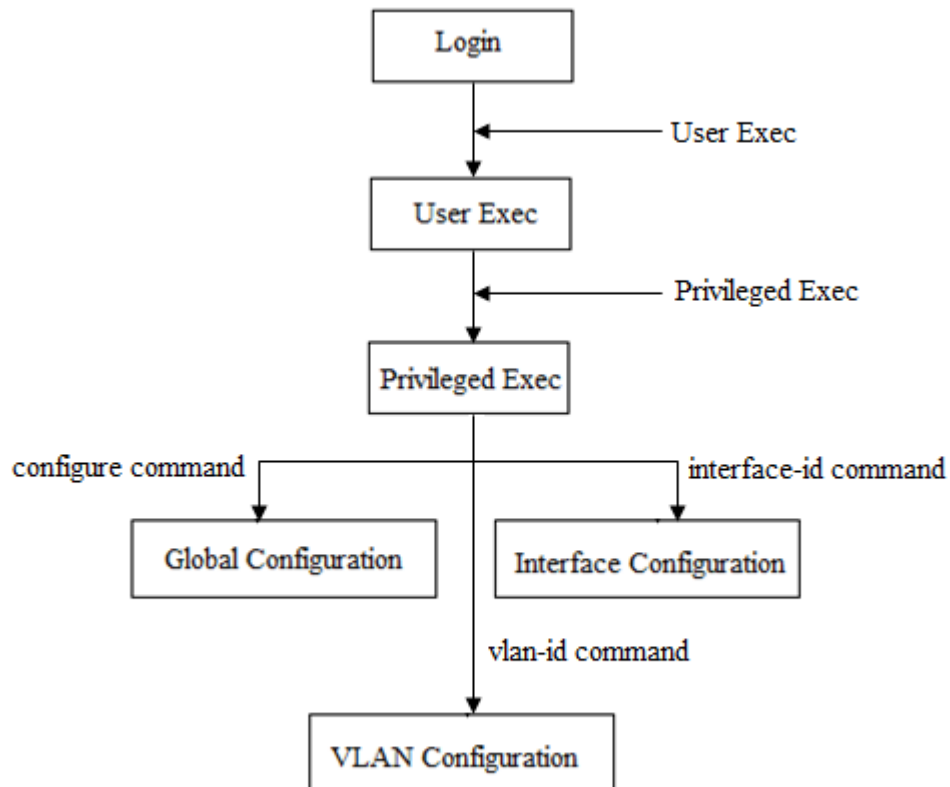 Login
User Exec
User Exec
Privileged Exec
Privileged Exec
configure command
interface-id command
Global Configuration
Interface Configuration
vlan-id command
VLAN Configuration